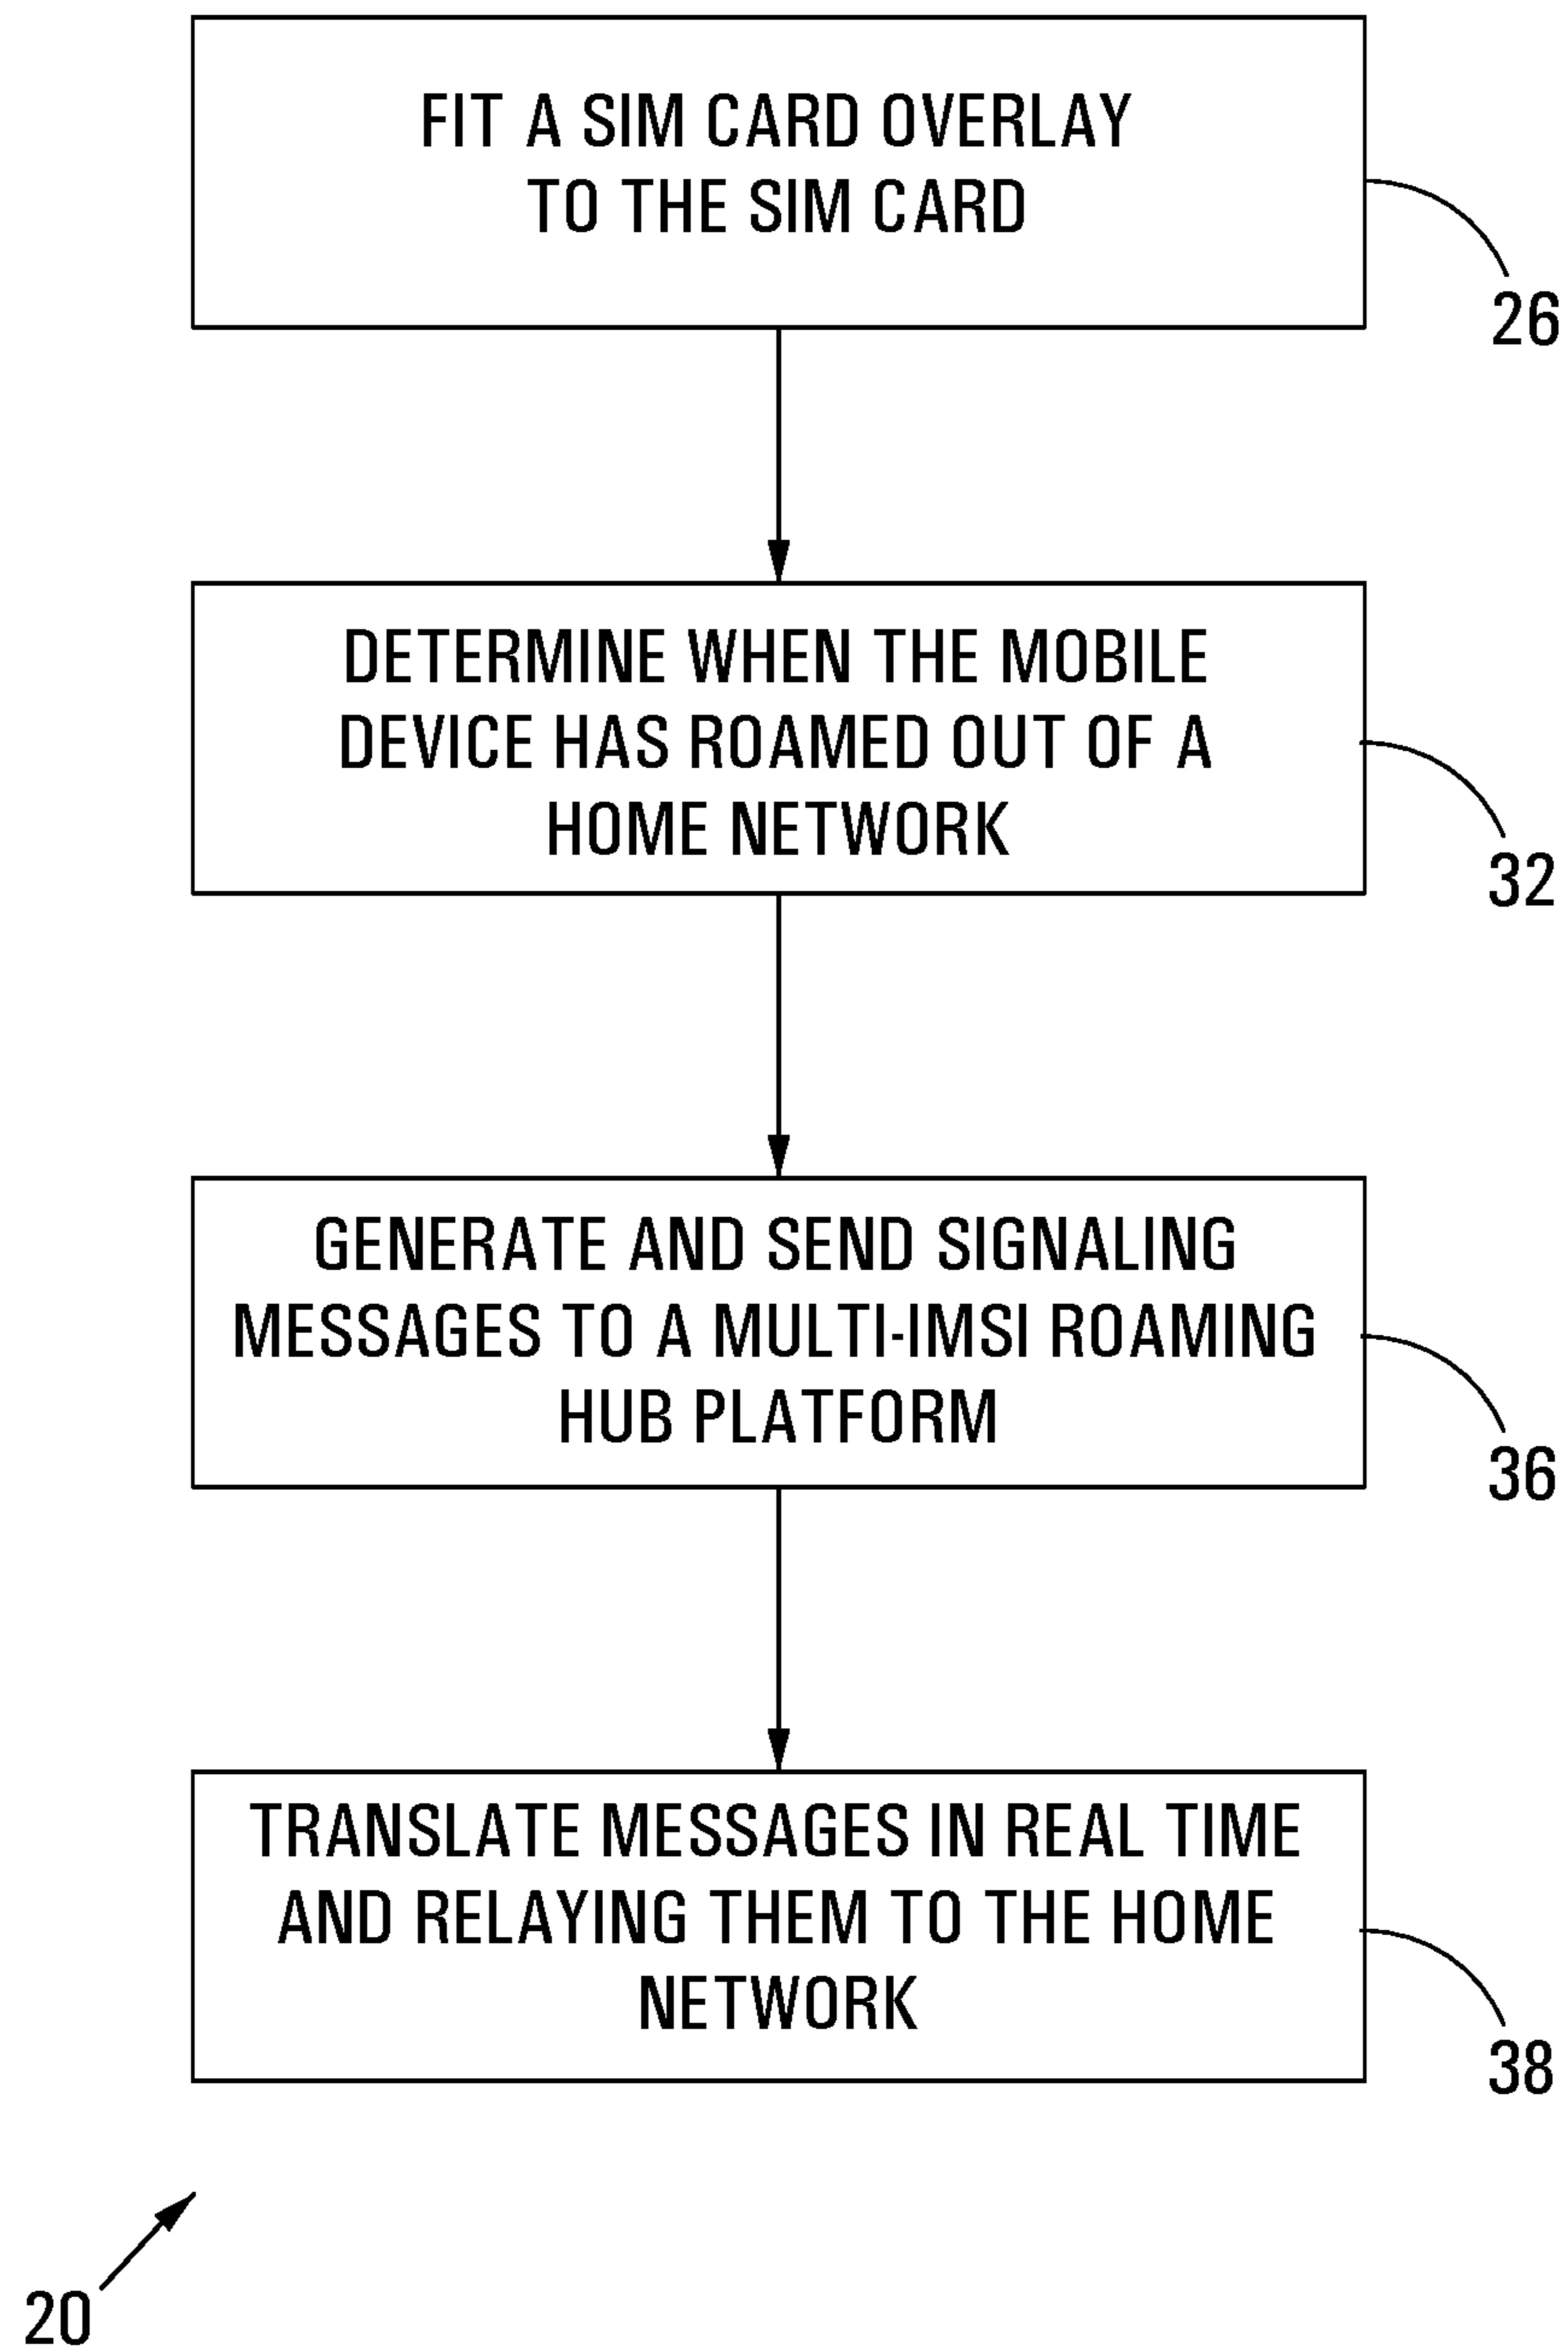 FIT A SIM CARD OVERLAY
TO THE SIM CARD
26
DETERMINE WHEN THE MOBILE
DEVICE HAS ROAMED OUT OF A
HOME NETWORK
32
GENERATE AND SEND SIGNALING
MESSAGES TO A MULTI-IMSI ROAMING
HUB PLATFORM
36
TRANSLATE MESSAGES IN REAL TIME
AND RELAYING THEM TO THE HOME
NETWORK
38
20